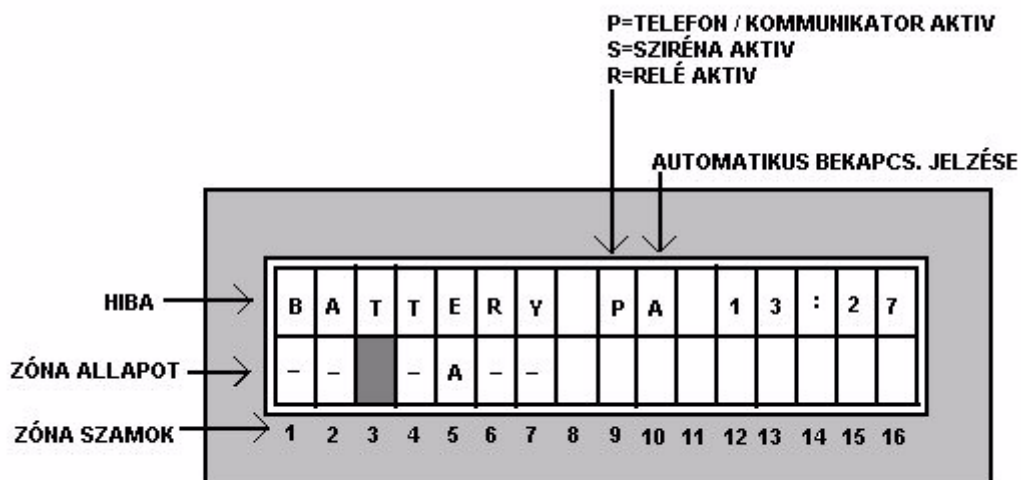 P=TELEFON / KOMMUNIKATOR AKTIV
S=SZIRÉNA AKTIV
R=RELÉ AKTIV
AUTOMATIKUS BEKAPCS. JELZÉSE
HIBA B A T T E R Y P A 1 3 : 2 7
ZÓNA ALLAPOT - - - A - -
ZÓNA SZAMOK 1 2 3 4 5 6 7 8 9 10 11 12 13 14 15 16